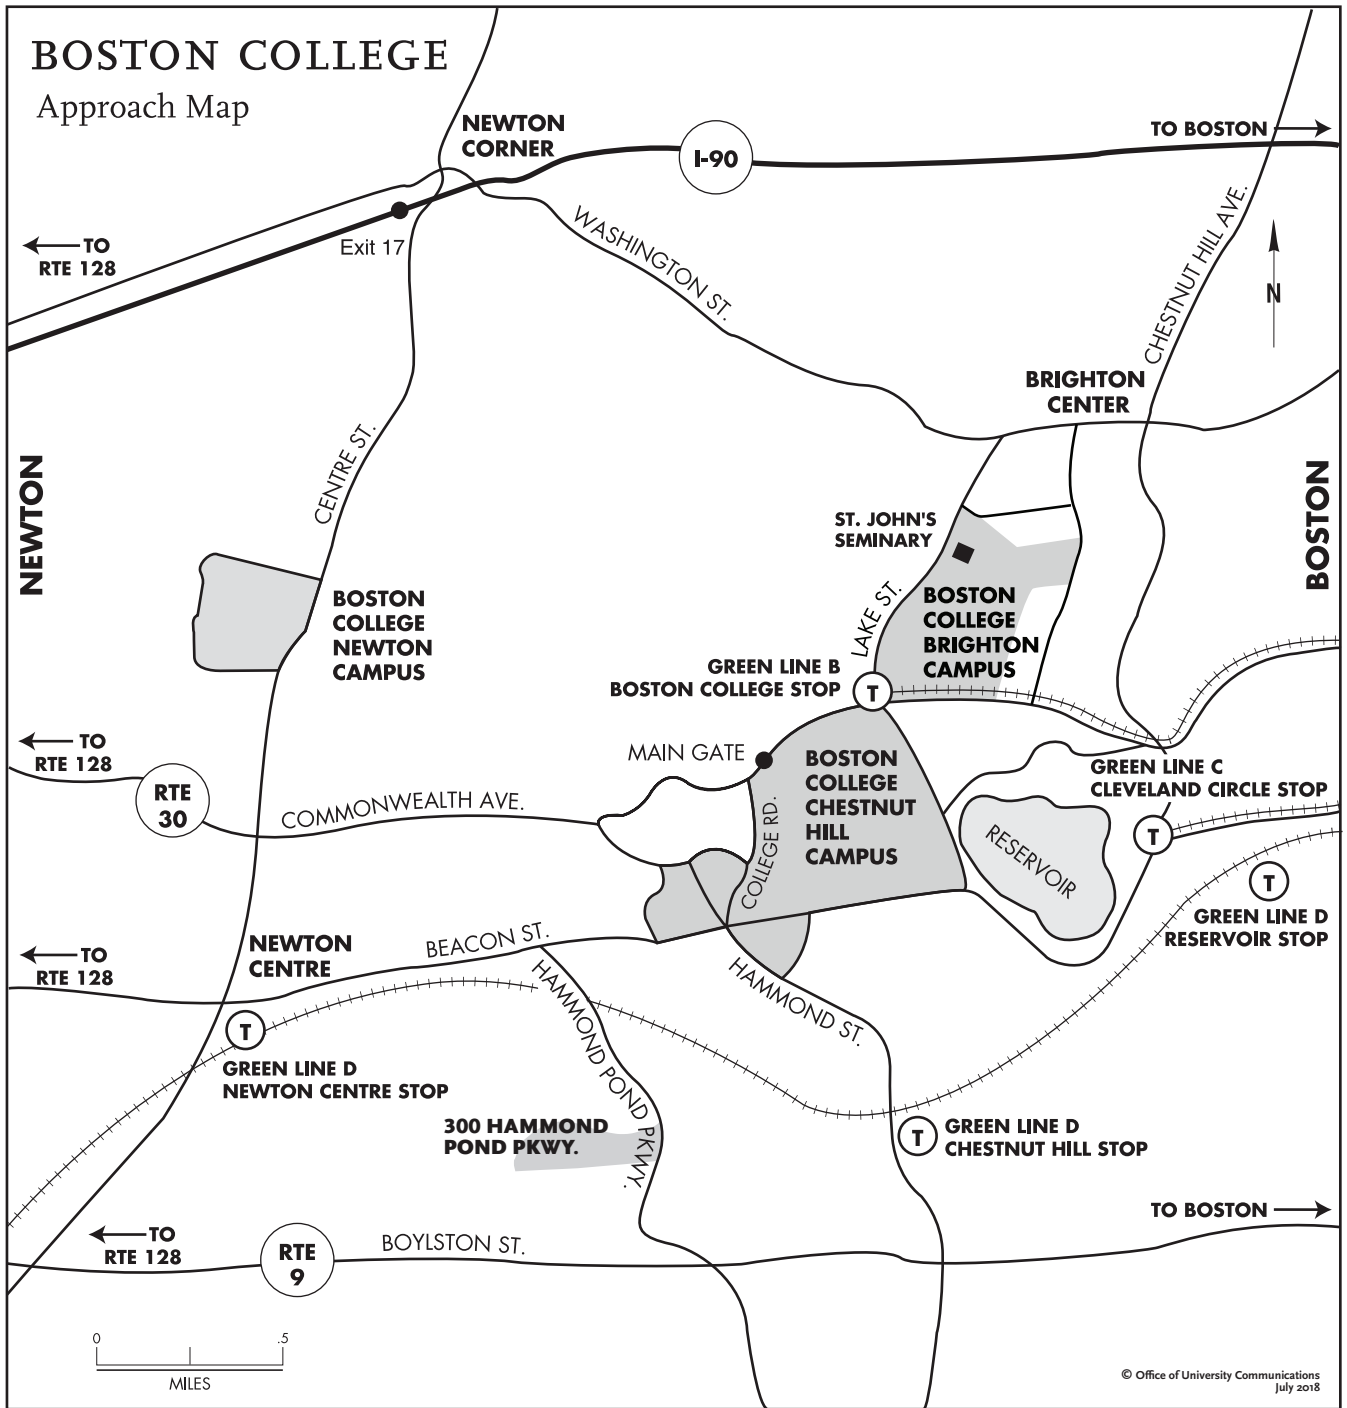 BOSTON COLLEGE
Approach Map
NEWTON
CORNER
I-90
TO BOSTON
WASHINGTON ST.
CHESTNUT HILL AVE.
TO
RTE 128
Exit 17
N
BRIGHTON
CENTER
CENTRE ST.
NEWTON
BOSTON
ST. JOHN'S
SEMINARY
BOSTON
COLLEGE
NEWTON
CAMPUS
LAKE ST.
BOSTON
COLLEGE
BRIGHTON
CAMPUS
GREEN LINE B
BOSTON COLLEGE STOP
T
TO
RTE 128
RTE
30
COMMONWEALTH AVE.
MAIN GATE
COLLEGE RD.
BOSTON
COLLEGE
CHESTNUT
HILL
CAMPUS
GREEN LINE C
CLEVELAND CIRCLE STOP
T
RESERVOIR
T
GREEN LINE D
RESERVOIR STOP
TO
RTE 128
NEWTON
CENTRE
BEACON ST.
HAMMOND POND PKWY.
HAMMOND ST.
T
GREEN LINE D
NEWTON CENTRE STOP
300 HAMMOND
POND PKWY.
T
GREEN LINE D
CHESTNUT HILL STOP
TO BOSTON
TO
RTE 128
RTE
9
BOYLSTON ST.
0 .5
MILES
© Office of University Communications
July 2018